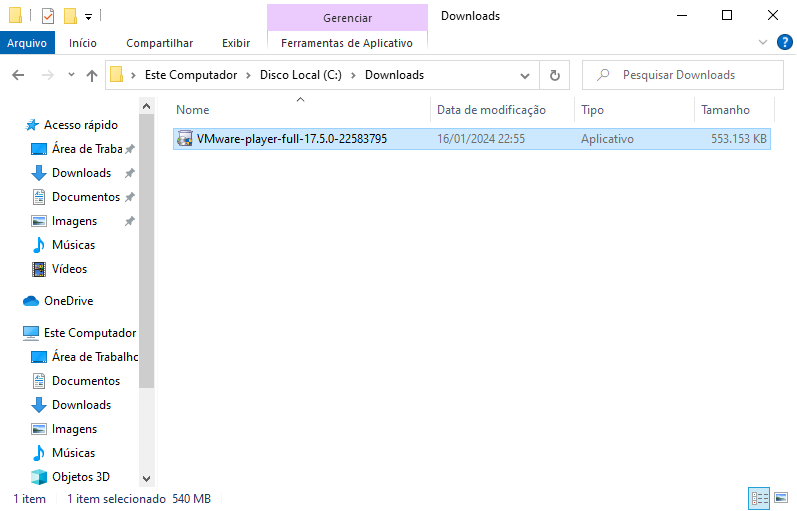 Gerenciar
Downloads
Arquivo
Início
Compartilhar
Exibir
Ferramentas de Aplicativo
?
Este Computador > Disco Local (C:) > Downloads
Pesquisar Downloads
Nome
Data de modificação
Tipo
Tamanho
VMware-player-full-17.5.0-22583795
16/01/2024 22:55
Aplicativo
553.153 KB
Acesso rápido
Área de Traba
Downloads
Documentos
Imagens
Músicas
Vídeos
OneDrive
Este Computador
Área de Trabalho
Documentos
Downloads
Imagens
Músicas
Objetos 3D
1 item
1 item selecionado 540 MB